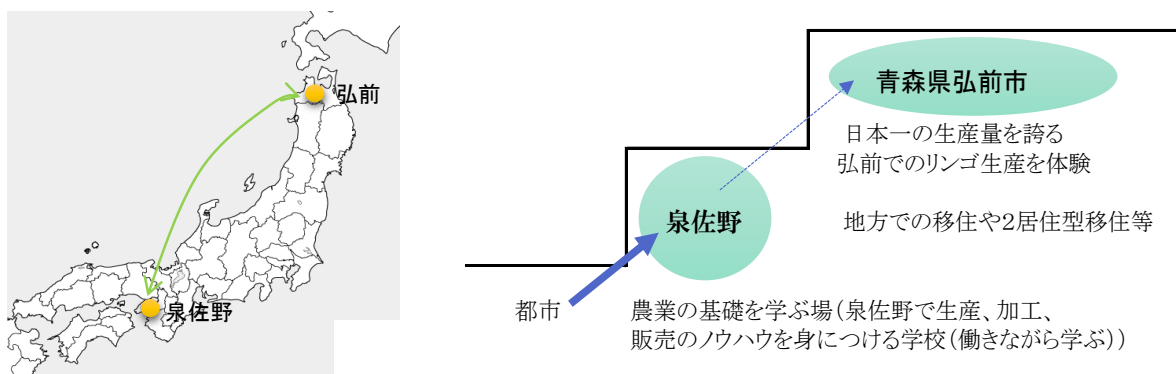 弘前
泉佐野
青森県弘前市
日本一の生産量を誇る
弘前でのリンゴ生産を体験
地方での移住や2居住型移住等
泉佐野
都市
農業の基礎を学ぶ場(泉佐野で生産、加工、
販売のノウハウを身につける学校(働きながら学ぶ))